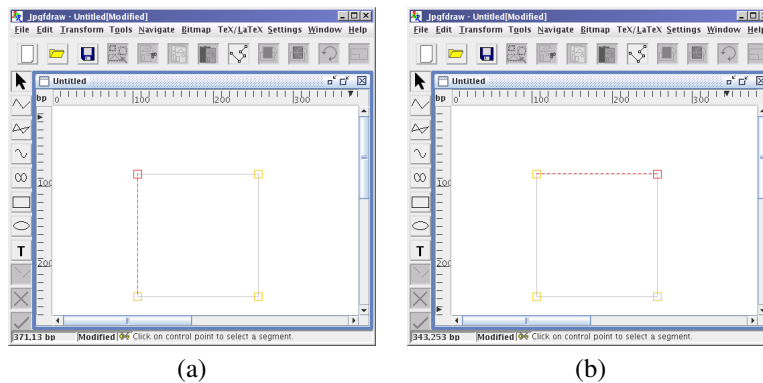 Jpgfdraw - Untitled[Modified]
File Edit Transform Tools Navigate Bitmap TeX/LaTeX Settings Window Help
Untitled
bp 0 100 200 300
100
200
T
371,13 bp Modified Click on control point to select a segment.
(a)
Jpgfdraw - Untitled[Modified]
File Edit Transform Tools Navigate Bitmap TeX/LaTeX Settings Window Help
Untitled
bp 0 100 200 300
100
200
T
343,253 bp Modified Click on control point to select a segment.
(b)